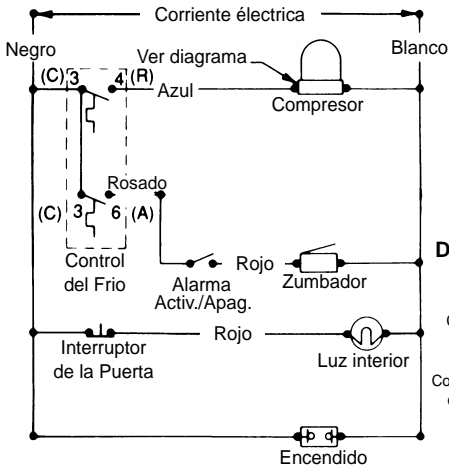 Corriente eléctrica
Negro
Blanco
Ver diagrama
(C) 3 4 (R)
Azul
Compresor
Rosado
(C) 3 6 (A)
Control
del Frio
Alarma
Activ./Apag.
Rojo
Zumbador
D
Interruptor
de la Puerta
Rojo
Luz interior
Co
Encendido